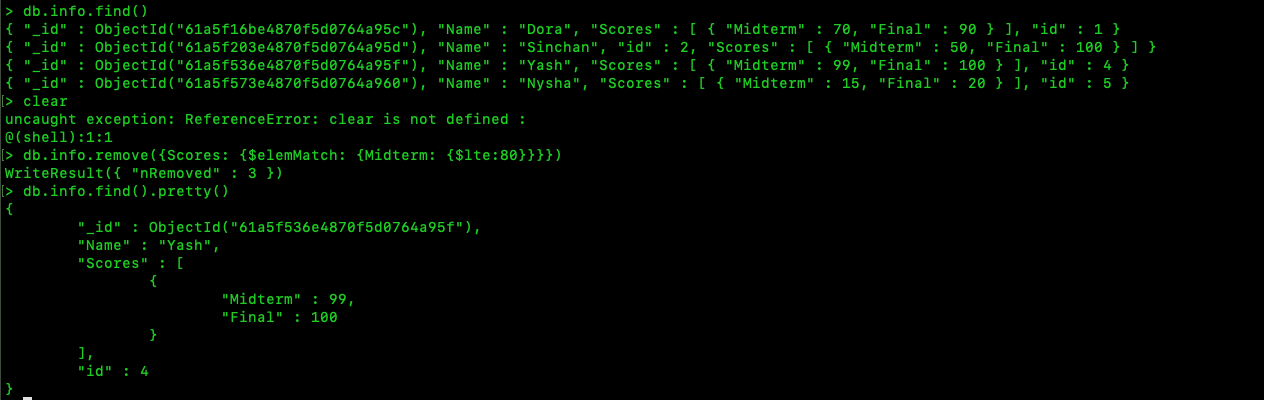 > db.info.find()
{ "_id" : ObjectId("61a5f16be4870f5d0764a95c"), "Name" : "Dora", "Scores" : [ { "Midterm" : 70, "Final" : 90 } ], "id" : 1 }
{ "_id" : ObjectId("61a5f203e4870f5d0764a95d"), "Name" : "Sinchan", "id" : 2, "Scores" : [ { "Midterm" : 50, "Final" : 100 } ] }
{ "_id" : ObjectId("61a5f536e4870f5d0764a95f"), "Name" : "Yash", "Scores" : [ { "Midterm" : 99, "Final" : 100 } ], "id" : 4 }
{ "_id" : ObjectId("61a5f573e4870f5d0764a960"), "Name" : "Nysha", "Scores" : [ { "Midterm" : 15, "Final" : 20 } ], "id" : 5 }
[> clear
uncaught exception: ReferenceError: clear is not defined :
@(shell):1:1
[> db.info.remove({Scores: {$elemMatch: {Midterm: {$lte:80}}}})
WriteResult({ "nRemoved" : 3 })
[> db.info.find().pretty()
{
        "_id" : ObjectId("61a5f536e4870f5d0764a95f"),
        "Name" : "Yash",
        "Scores" : [
                {
                        "Midterm" : 99,
                        "Final" : 100
                }
        ],
        "id" : 4
}